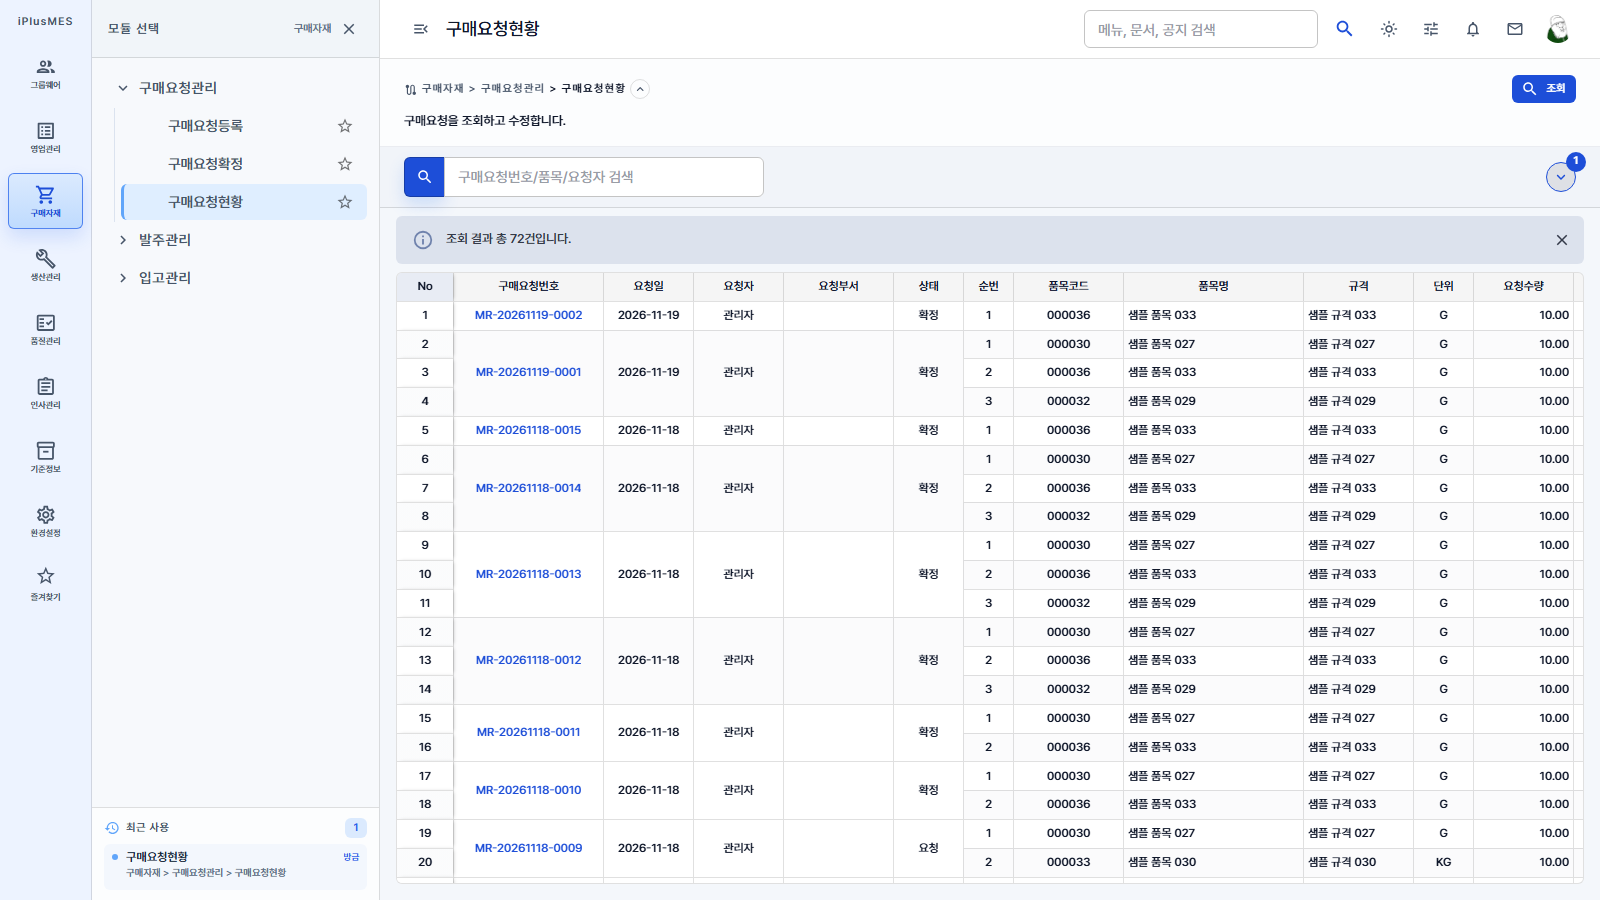 iPlusMES
그룹웨어
영업관리
구매자재
생산관리
품질관리
인사관리
기준정보
환경설정
즐겨찾기
모듈 선택
구매자재
구매요청관리
구매요청등록
구매요청확정
구매요청현황
발주관리
입고관리
최근 사용
1
구매요청현황
방금
구매자재 > 구매요청관리 > 구매요청현황
구매요청현황
메뉴, 문서, 공지 검색
구매자재 > 구매요청관리 > 구매요청현황
조회
구매요청을 조회하고 수정합니다.
구매요청번호/품목/요청자 검색
1
조회 결과 총 72건입니다.
No 구매요청번호 요청일 요청자 요청부서 상태 순번 품목코드 품목명 규격 단위 요청수량
1 MR-20261119-0002 2026-11-19 관리자 확정 1 000036 샘플 품목 033 샘플 규격 033 G 10.00
2 1 000030 샘플 품목 027 샘플 규격 027 G 10.00
3 MR-20261119-0001 2026-11-19 관리자 확정 2 000036 샘플 품목 033 샘플 규격 033 G 10.00
4 3 000032 샘플 품목 029 샘플 규격 029 G 10.00
5 MR-20261118-0015 2026-11-18 관리자 확정 1 000036 샘플 품목 033 샘플 규격 033 G 10.00
6 1 000030 샘플 품목 027 샘플 규격 027 G 10.00
7 MR-20261118-0014 2026-11-18 관리자 확정 2 000036 샘플 품목 033 샘플 규격 033 G 10.00
8 3 000032 샘플 품목 029 샘플 규격 029 G 10.00
9 1 000030 샘플 품목 027 샘플 규격 027 G 10.00
10 MR-20261118-0013 2026-11-18 관리자 확정 2 000036 샘플 품목 033 샘플 규격 033 G 10.00
11 3 000032 샘플 품목 029 샘플 규격 029 G 10.00
12 1 000030 샘플 품목 027 샘플 규격 027 G 10.00
13 MR-20261118-0012 2026-11-18 관리자 확정 2 000036 샘플 품목 033 샘플 규격 033 G 10.00
14 3 000032 샘플 품목 029 샘플 규격 029 G 10.00
15 1 000030 샘플 품목 027 샘플 규격 027 G 10.00
MR-20261118-0011 2026-11-18 관리자 확정
16 2 000036 샘플 품목 033 샘플 규격 033 G 10.00
17 1 000030 샘플 품목 027 샘플 규격 027 G 10.00
MR-20261118-0010 2026-11-18 관리자 확정
18 2 000036 샘플 품목 033 샘플 규격 033 G 10.00
19 1 000030 샘플 품목 027 샘플 규격 027 G 10.00
MR-20261118-0009 2026-11-18 관리자 요청
20 2 000033 샘플 품목 030 샘플 규격 030 KG 10.00